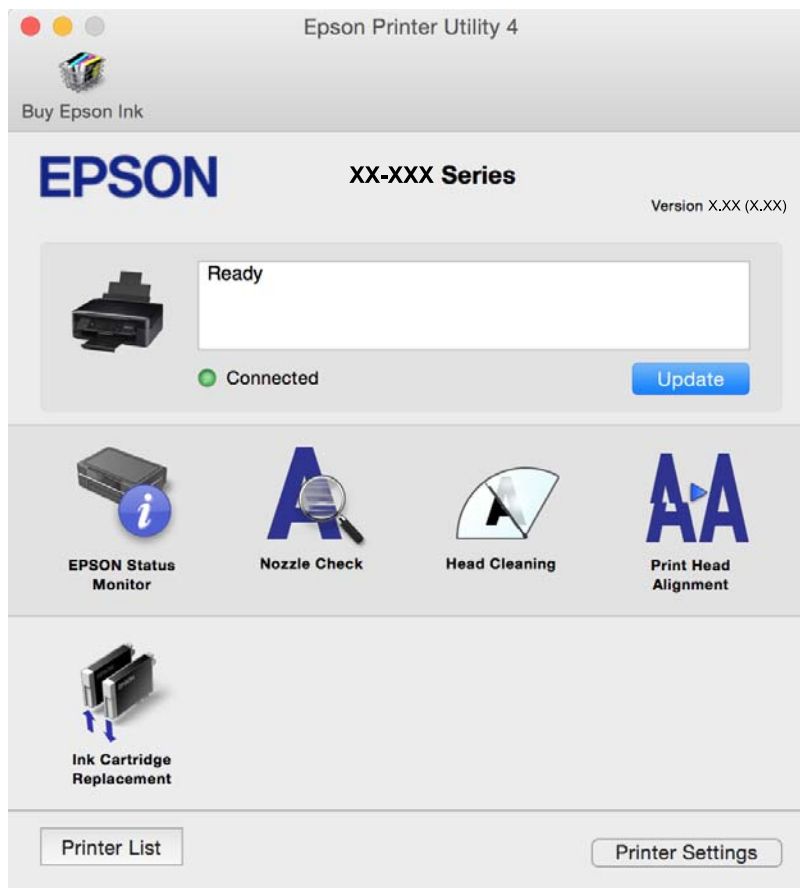 Epson Printer Utility 4
Buy Epson Ink
EPSON
XX-XXX Series
Version X.XX (X.XX)
Ready
Connected
Update
EPSON Status
Monitor
Nozzle Check
Head Cleaning
Print Head
Alignment
Ink Cartridge
Replacement
Printer List
Printer Settings